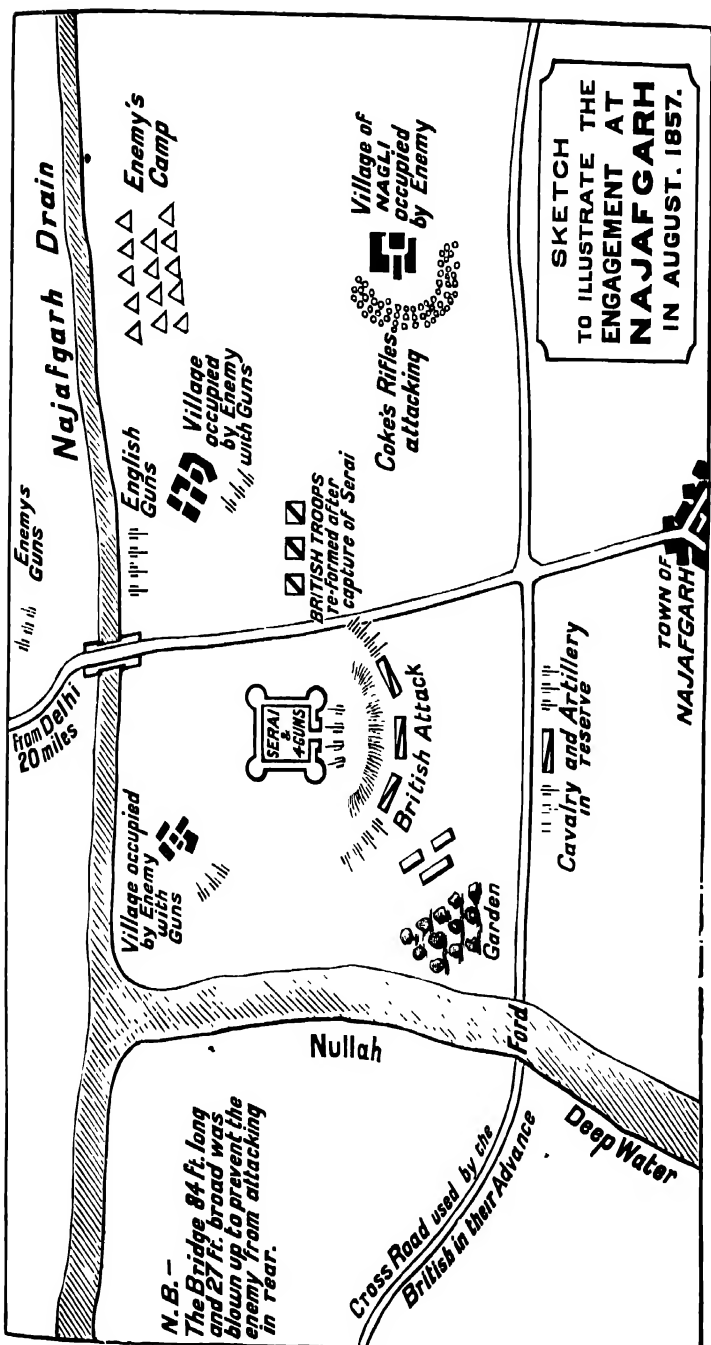 SKETCH
TO ILLUSTRATE THE
ENGAGEMENT AT
NAJAFGARH
IN AUGUST. 1857.
N.B.-
The Bridge 84 ft. long
and 27 ft. broad was
blown up to prevent the
enemy from attacking
in rear.
From Delhi
20 miles
Enemys
Guns
Najafgarh Drain
Village occupied
by Enemy
with
Guns
English
Guns
Enemy's
Camp
Village
occupied
by Enemy
with Guns
SERAI
&
4 GUNS
BRITISH TROOPS
re-formed after
capture of Serai
Village of
NAGLI
occupied
by Enemy
Coke's Rifles
attacking
British Attack
Garden
Nullah
Ford
Deep Water
Cross Road used by the
British in their Advance
Cavalry and Artillery
in reserve
TOWN OF
NAJAFGARH